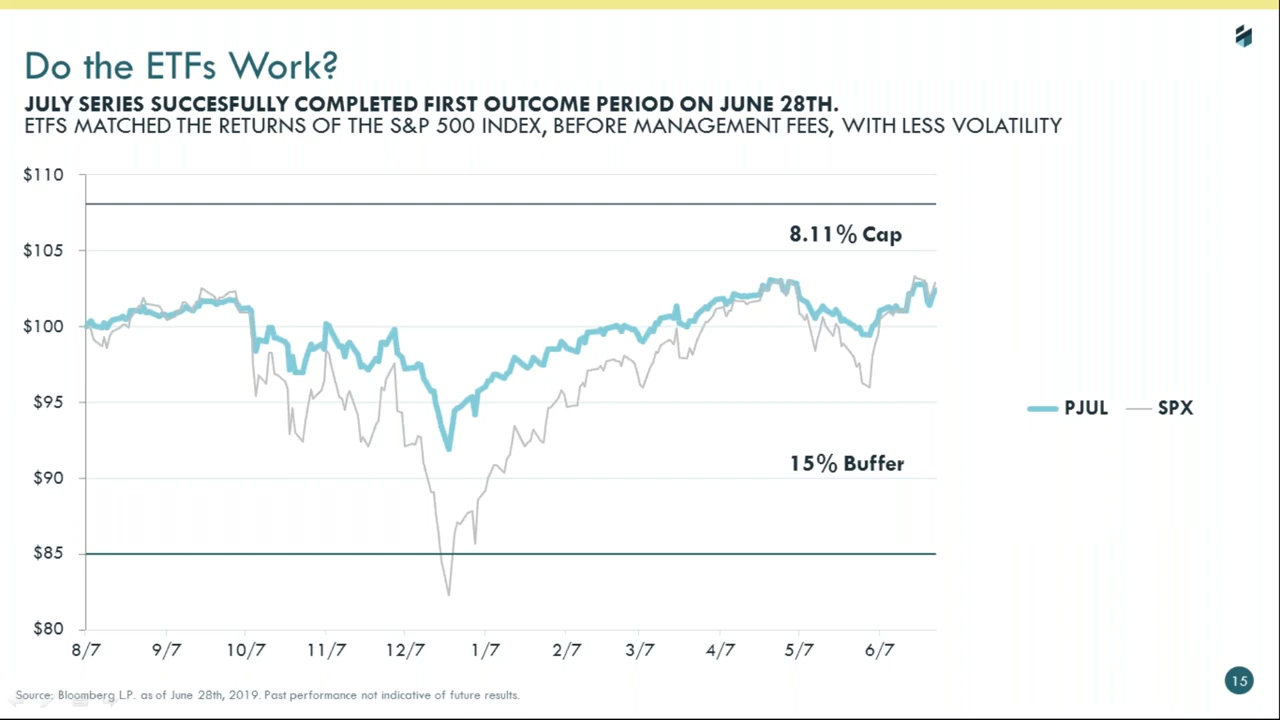 Do the ETFs Work?
JULY SERIES SUCCESFULLY COMPLETED FIRST OUTCOME PERIOD ON JUNE 28TH.
ETFS MATCHED THE RETURNS OF THE S&P 500 INDEX, BEFORE MANAGEMENT FEES, WITH LESS VOLATILITY
$110
8.11% Cap
$105
$100
$95
PJUL SPX
15% Buffer
$90
$85
$80
8/7 9/7 10/7 11/7 12/7 1/7 2/7 3/7 4/7 5/7 6/7
Source: Bloomberg L.P. as of June 28th, 2019. Past performance not indicative of future results.
15